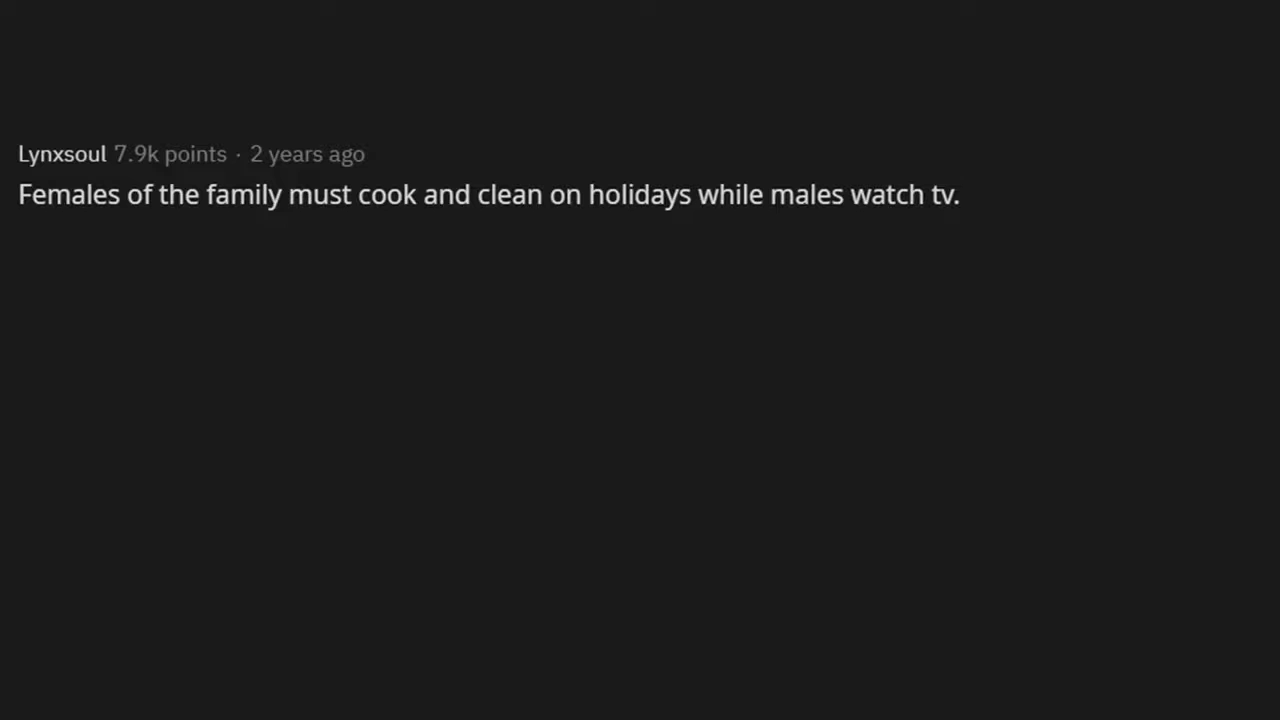 Lynxsoul 7.9k points · 2 years ago
Females of the family must cook and clean on holidays while males watch tv.